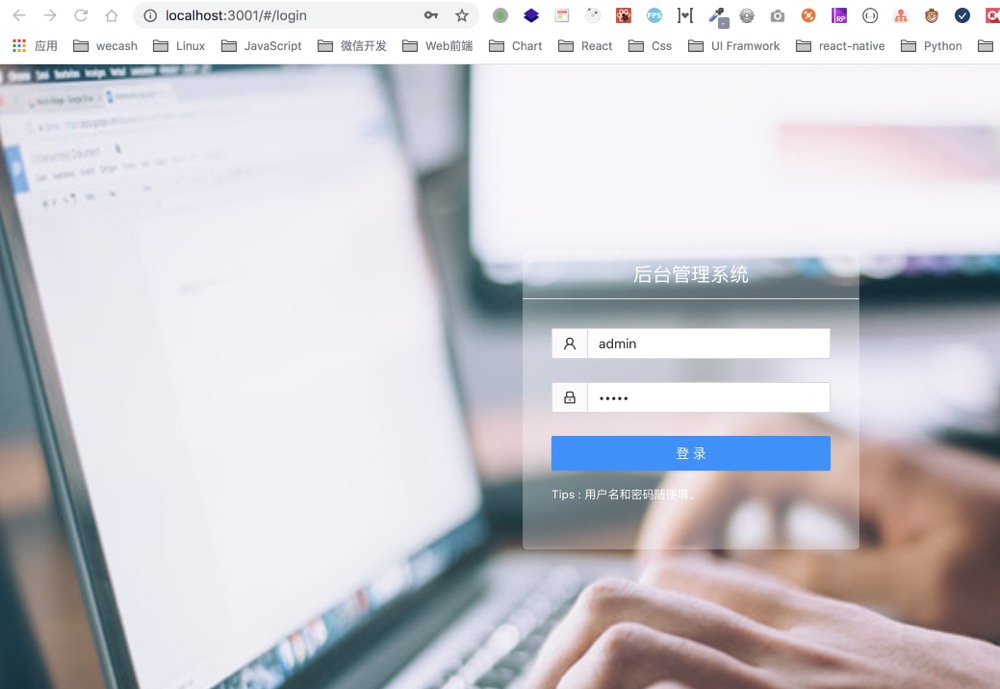 localhost:3001/#/login
应用 wecash Linux JavaScript 微信开发 Web前端 Chart React Css UI Framwork react-native Python
后台管理系统
admin
•••••
登 录
Tips : 用户名和密码随便填。